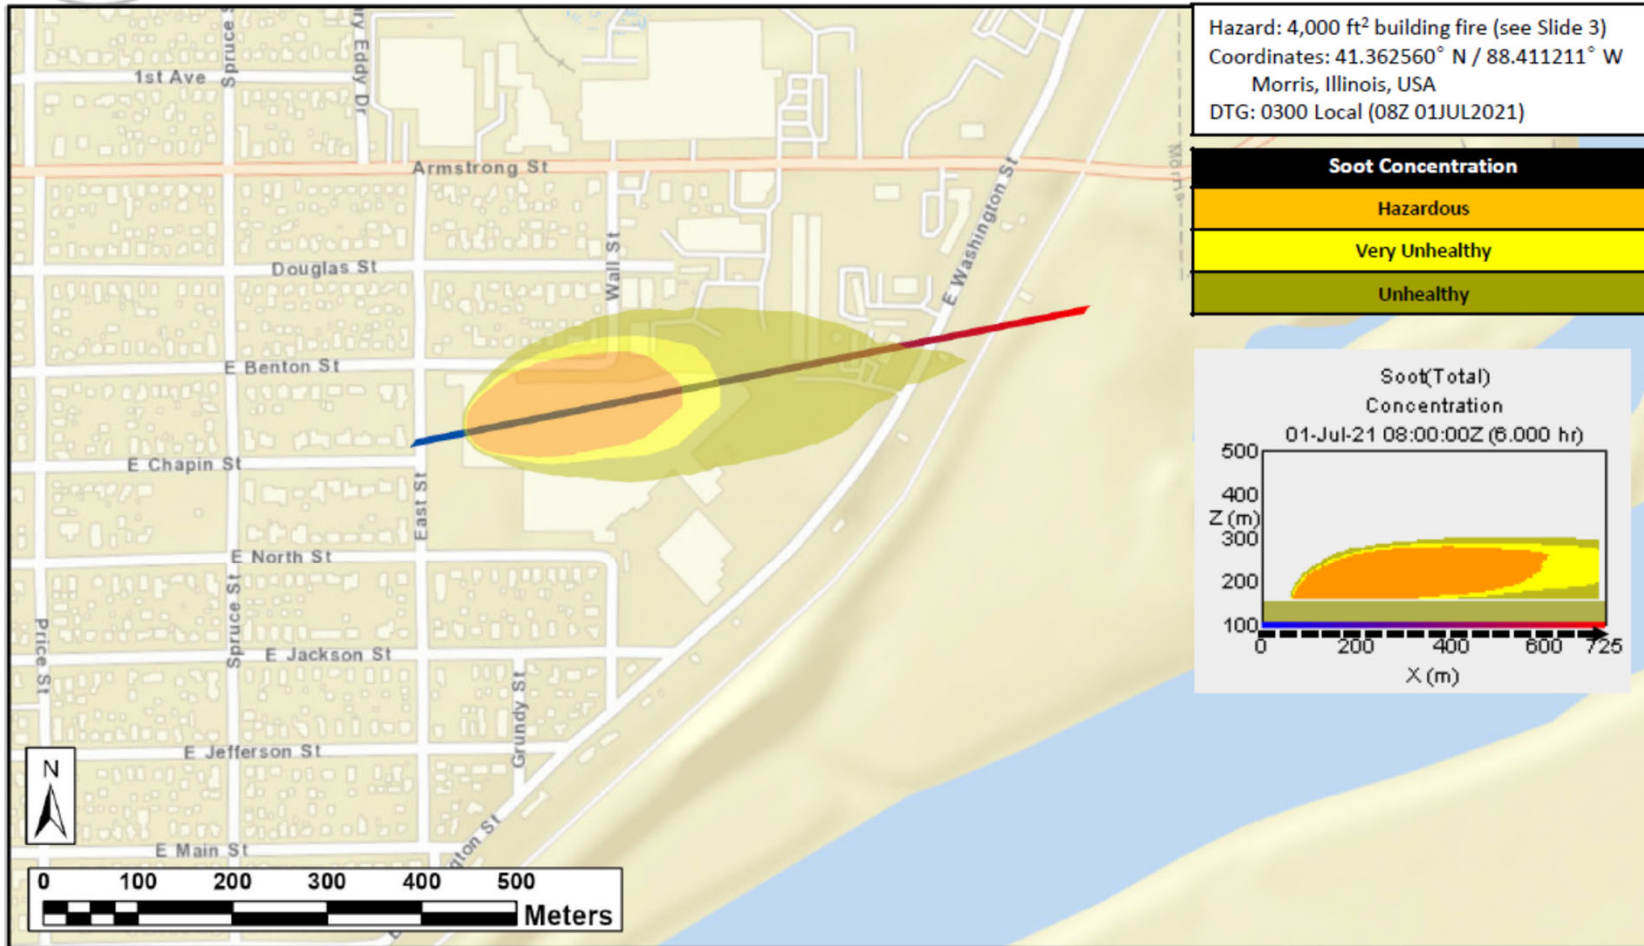 Hazard: 4,000 ft² building fire (see Slide 3)
Coordinates: 41.362560° N / 88.411211° W
Morris, Illinois, USA
DTG: 0300 Local (08Z 01JUL2021)
Soot Concentration
Hazardous
Very Unhealthy
Unhealthy
Soot(Total)
Concentration
01-Jul-21 08:00:00Z (6.000 hr)
500
400
Z (m)
300
200
100
0 200 400 600 725
X (m)
1st Ave
Spruce S
ry Eddy Dr
Armstrong St
Morris
Douglas St
Wall St
E Washington St
E Benton St
E Chapin St
East St
E North St
Price St
Spruce St
E Jackson St
Grundy St
E Jefferson St
E Main St
gton St
N
0 100 200 300 400 500
Meters